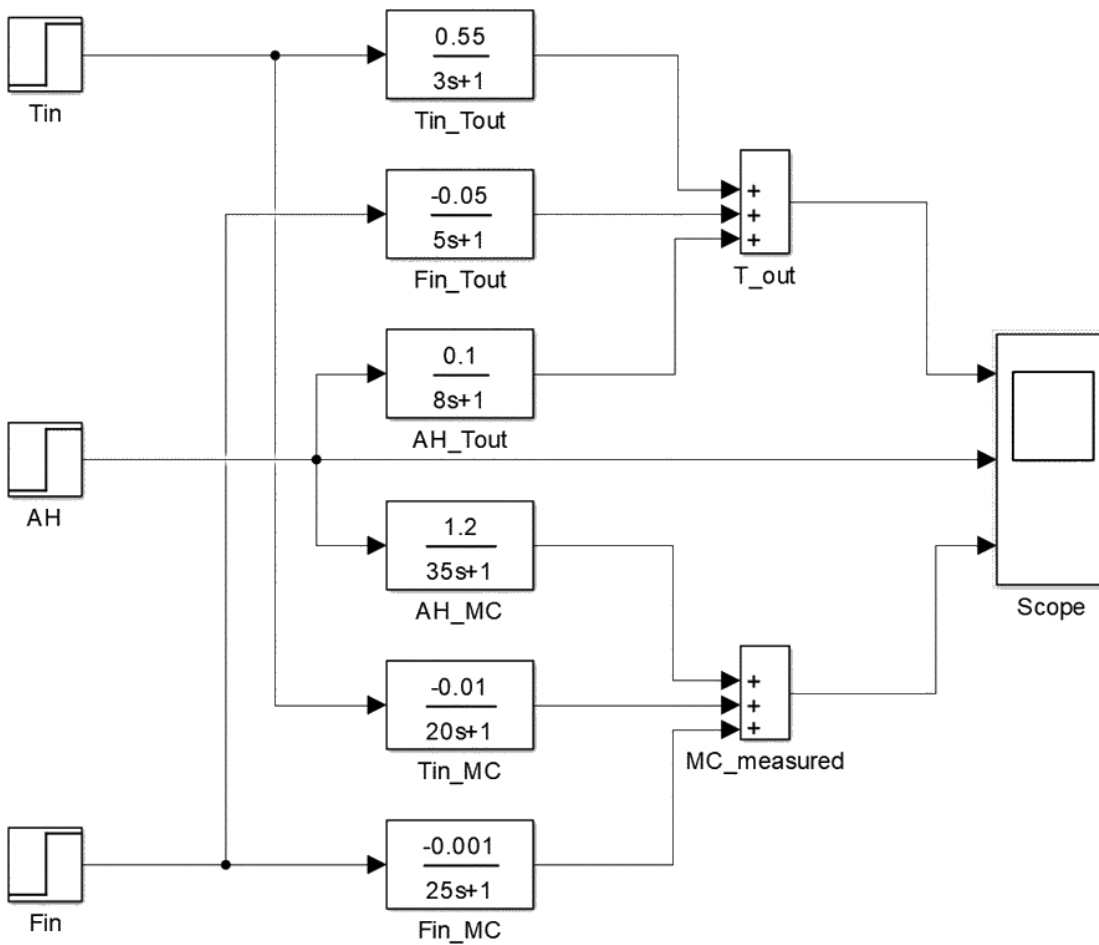 Tin
0.55
3s+1
Tin_Tout
-0.05
5s+1
Fin_Tout
+
+
+
T_out
0.1
8s+1
AH_Tout
AH
1.2
35s+1
AH_MC
Scope
-0.01
20s+1
Tin_MC
+
+
+
MC_measured
Fin
-0.001
25s+1
Fin_MC